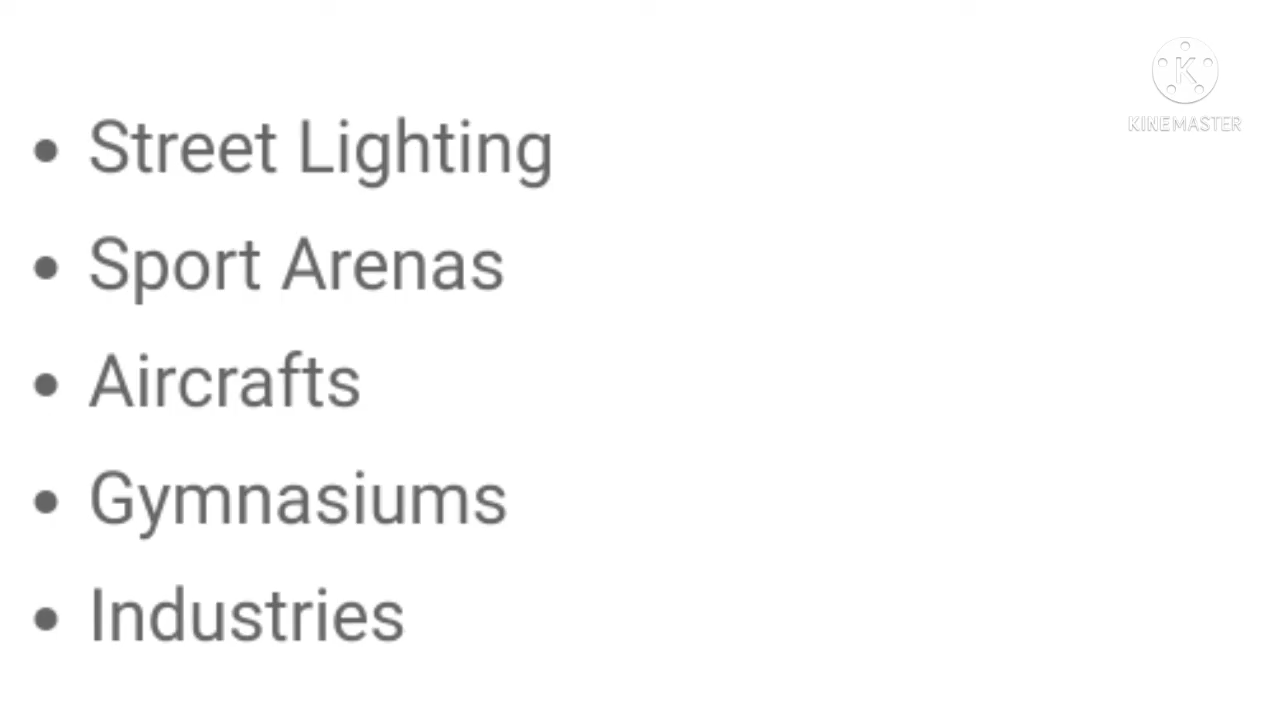 K
KINEMASTER
• Street Lighting
• Sport Arenas
• Aircrafts
• Gymnasiums
• Industries